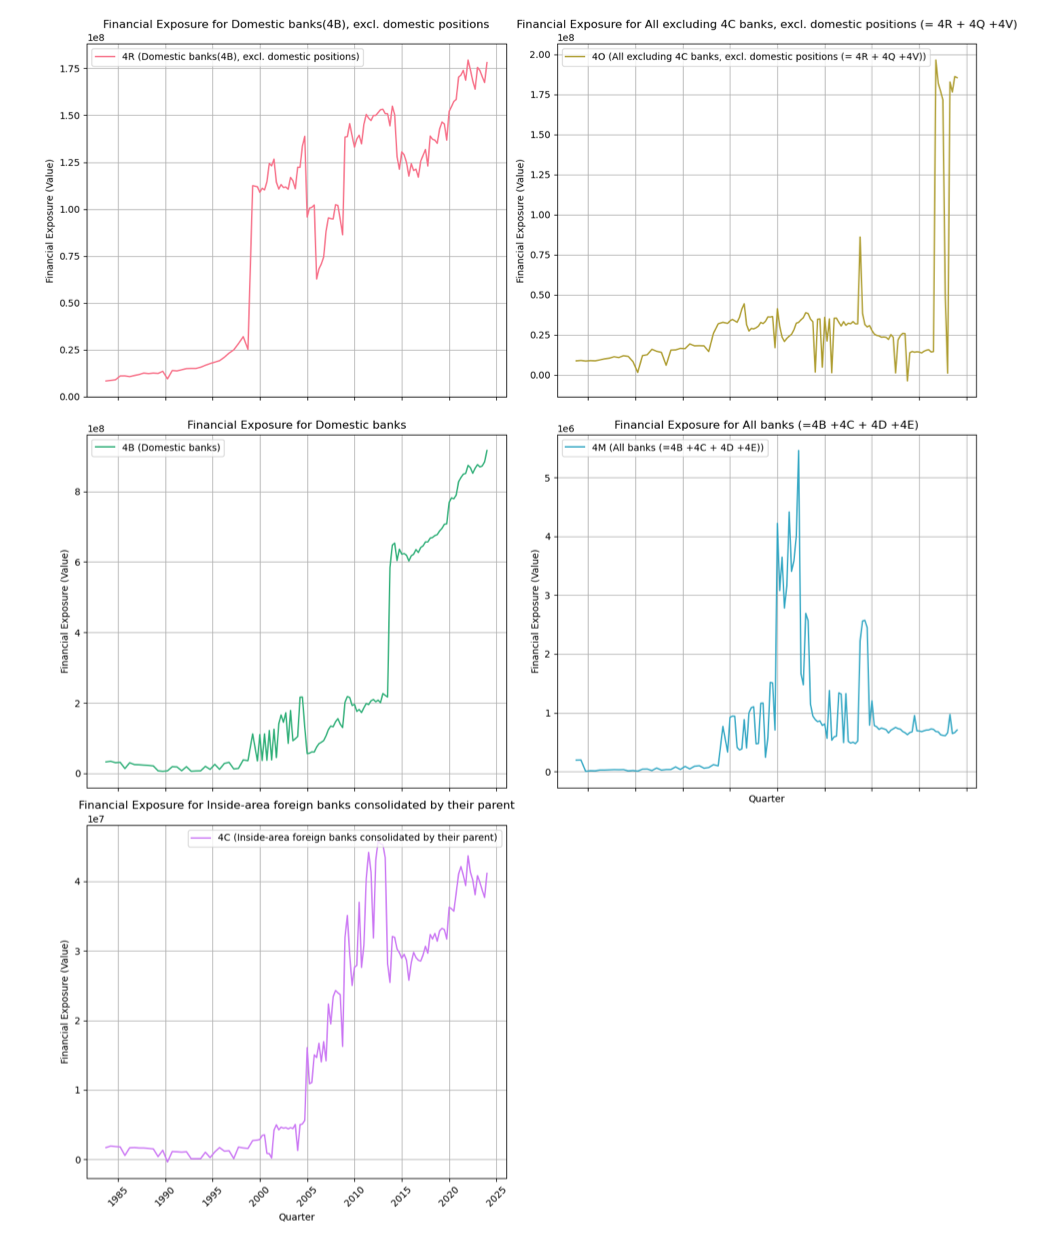 Financial Exposure for Domestic banks(4B), excl. domestic positions
1e8
4R (Domestic banks(4B), excl. domestic positions)
Financial Exposure (Value)
1.75
1.50
1.25
1.00
0.75
0.50
0.25
0.00
Financial Exposure for All excluding 4C banks, excl. domestic positions (= 4R + 4Q +4V)
1e8
4O (All excluding 4C banks, excl. domestic positions (= 4R + 4Q +4V))
Financial Exposure (Value)
2.00
1.75
1.50
1.25
1.00
0.75
0.50
0.25
0.00
Financial Exposure for Domestic banks
1e8
4B (Domestic banks)
Financial Exposure (Value)
8
6
4
2
0
Financial Exposure for All banks (=4B +4C + 4D +4E)
1e6
4M (All banks (=4B +4C + 4D +4E))
Financial Exposure (Value)
5
4
3
2
1
0
Quarter
Financial Exposure for Inside-area foreign banks consolidated by their parent
1e7
4C (Inside-area foreign banks consolidated by their parent)
Financial Exposure (Value)
4
3
2
1
0
1985 1990 1995 2000 2005 2010 2015 2020 2025
Quarter